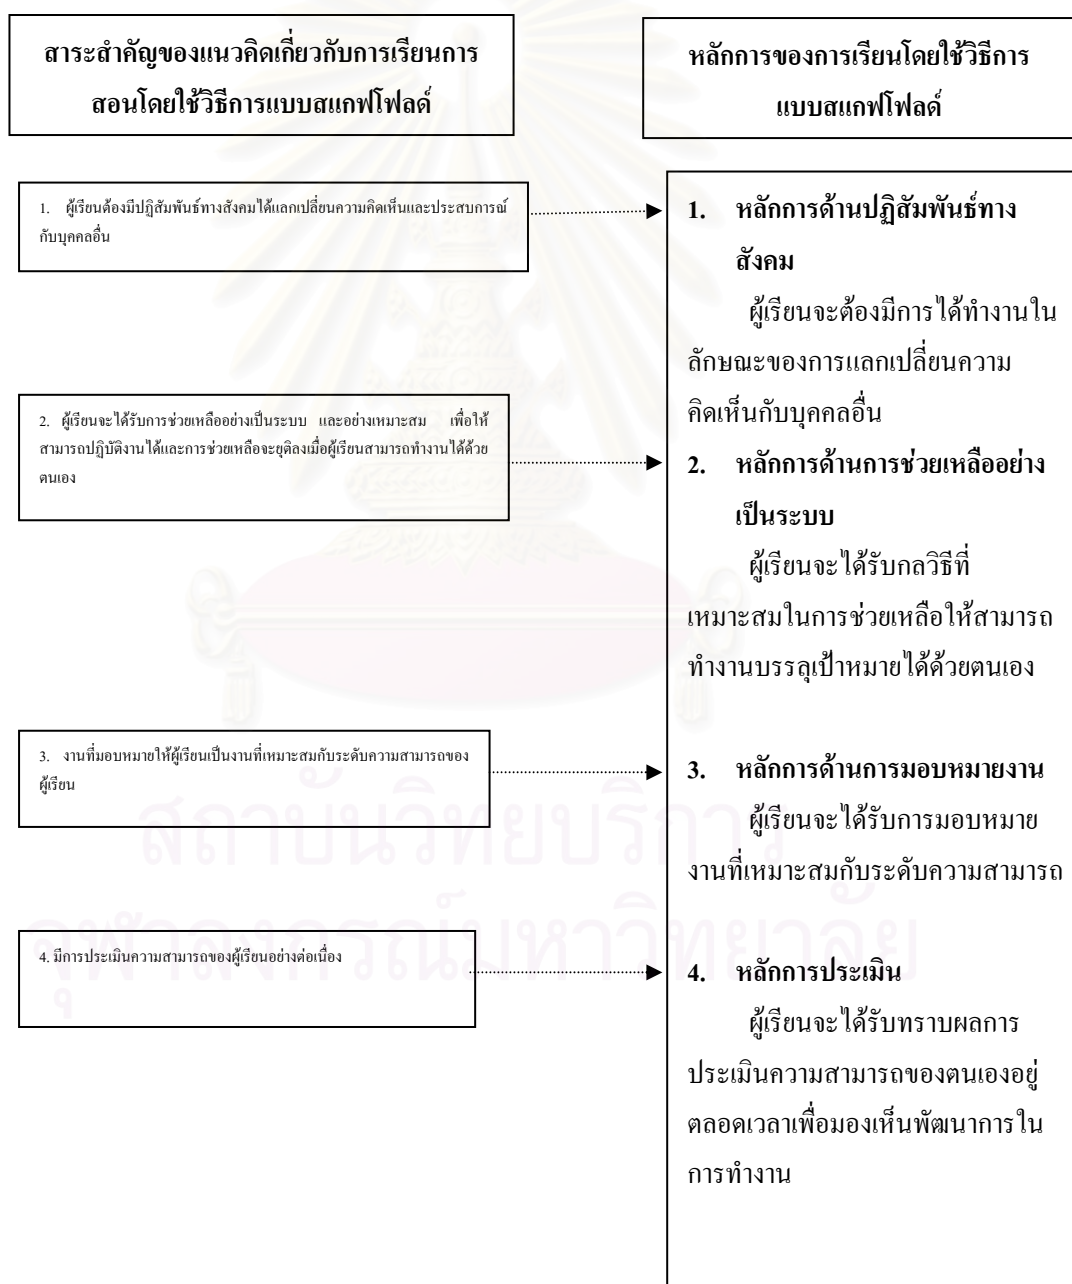 สาระสำคัญของแนวคิดเกี่ยวกับการเรียนการ
สอนโดยใช้วิธีการแบบสแกฟโฟลด์
หลักการของการเรียนโดยใช้วิธีการ
แบบสแกฟโฟลด์
1. ผู้เรียนต้องมีปฏิสัมพันธ์ทางสังคมได้แลกเปลี่ยนความคิดเห็นและประสบการณ์
กับบุคคลอื่น
2. ผู้เรียนจะได้รับการช่วยเหลืออย่างเป็นระบบ และอย่างเหมาะสม เพื่อให้
สามารถปฏิบัติงานได้และการช่วยเหลือจะยุติลงเมื่อผู้เรียนสามารถทำงานได้ด้วย
ตนเอง
3. งานที่มอบหมายให้ผู้เรียนเป็นงานที่เหมาะสมกับระดับความสามารถของ
ผู้เรียน
4. มีการประเมินความสามารถของผู้เรียนอย่างต่อเนื่อง
1. หลักการด้านปฏิสัมพันธ์ทาง
สังคม
ผู้เรียนจะต้องมีการได้ทำงานใน
ลักษณะของการแลกเปลี่ยนความ
คิดเห็นกับบุคคลอื่น
2. หลักการด้านการช่วยเหลืออย่าง
เป็นระบบ
ผู้เรียนจะได้รับกลวิธีที่
เหมาะสมในการช่วยเหลือให้สามารถ
ทำงานบรรลุเป้าหมายได้ด้วยตนเอง
3. หลักการด้านการมอบหมายงาน
ผู้เรียนจะได้รับการมอบหมาย
งานที่เหมาะสมกับระดับความสามารถ
4. หลักการประเมิน
ผู้เรียนจะได้รับทราบผลการ
ประเมินความสามารถของตนเองอยู่
ตลอดเวลาเพื่อมองเห็นพัฒนาการใน
การทำงาน
สถาบันวิทยบริการ
จุฬาลงกรณ์มหาวิทยาลัย